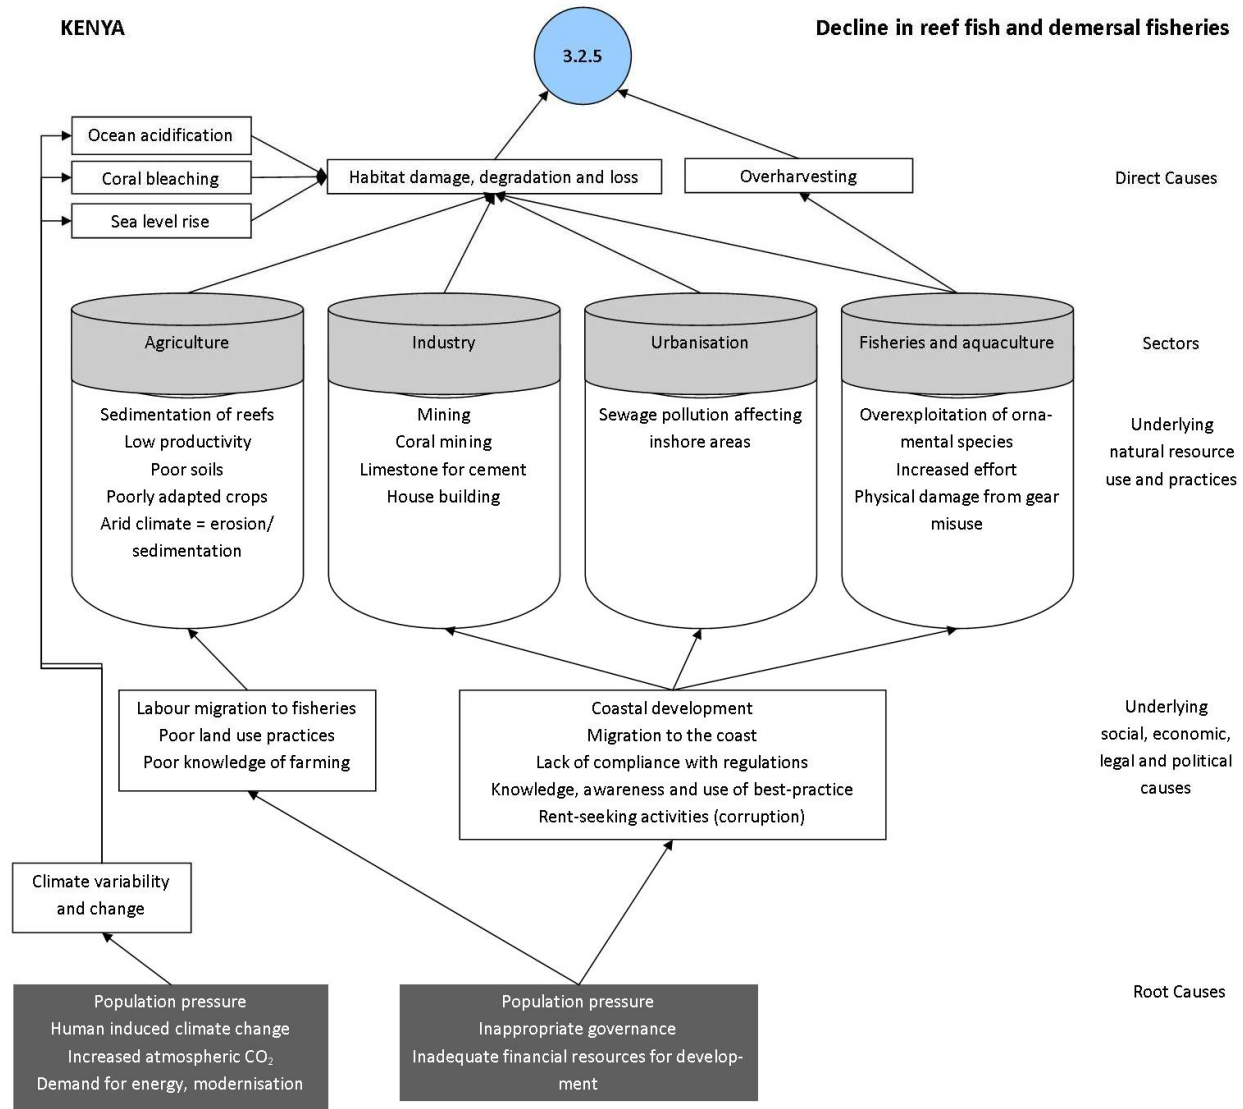 KENYA
Decline in reef fish and demersal fisheries
3.2.5
Ocean acidification
Coral bleaching
Sea level rise
Habitat damage, degradation and loss
Overharvesting
Direct Causes
Agriculture
Industry
Urbanisation
Fisheries and aquaculture
Sectors
Sedimentation of reefs
Low productivity
Poor soils
Poorly adapted crops
Arid climate = erosion/
sedimentation
Mining
Coral mining
Limestone for cement
House building
Sewage pollution affecting
inshore areas
Overexploitation of orna-
mental species
Increased effort
Physical damage from gear
misuse
Underlying
natural resource
use and practices
Labour migration to fisheries
Poor land use practices
Poor knowledge of farming
Coastal development
Migration to the coast
Lack of compliance with regulations
Knowledge, awareness and use of best-practice
Rent-seeking activities (corruption)
Underlying
social, economic,
legal and political
causes
Climate variability
and change
Population pressure
Human induced climate change
Increased atmospheric CO₂
Demand for energy, modernisation
Population pressure
Inappropriate governance
Inadequate financial resources for develop-
ment
Root Causes